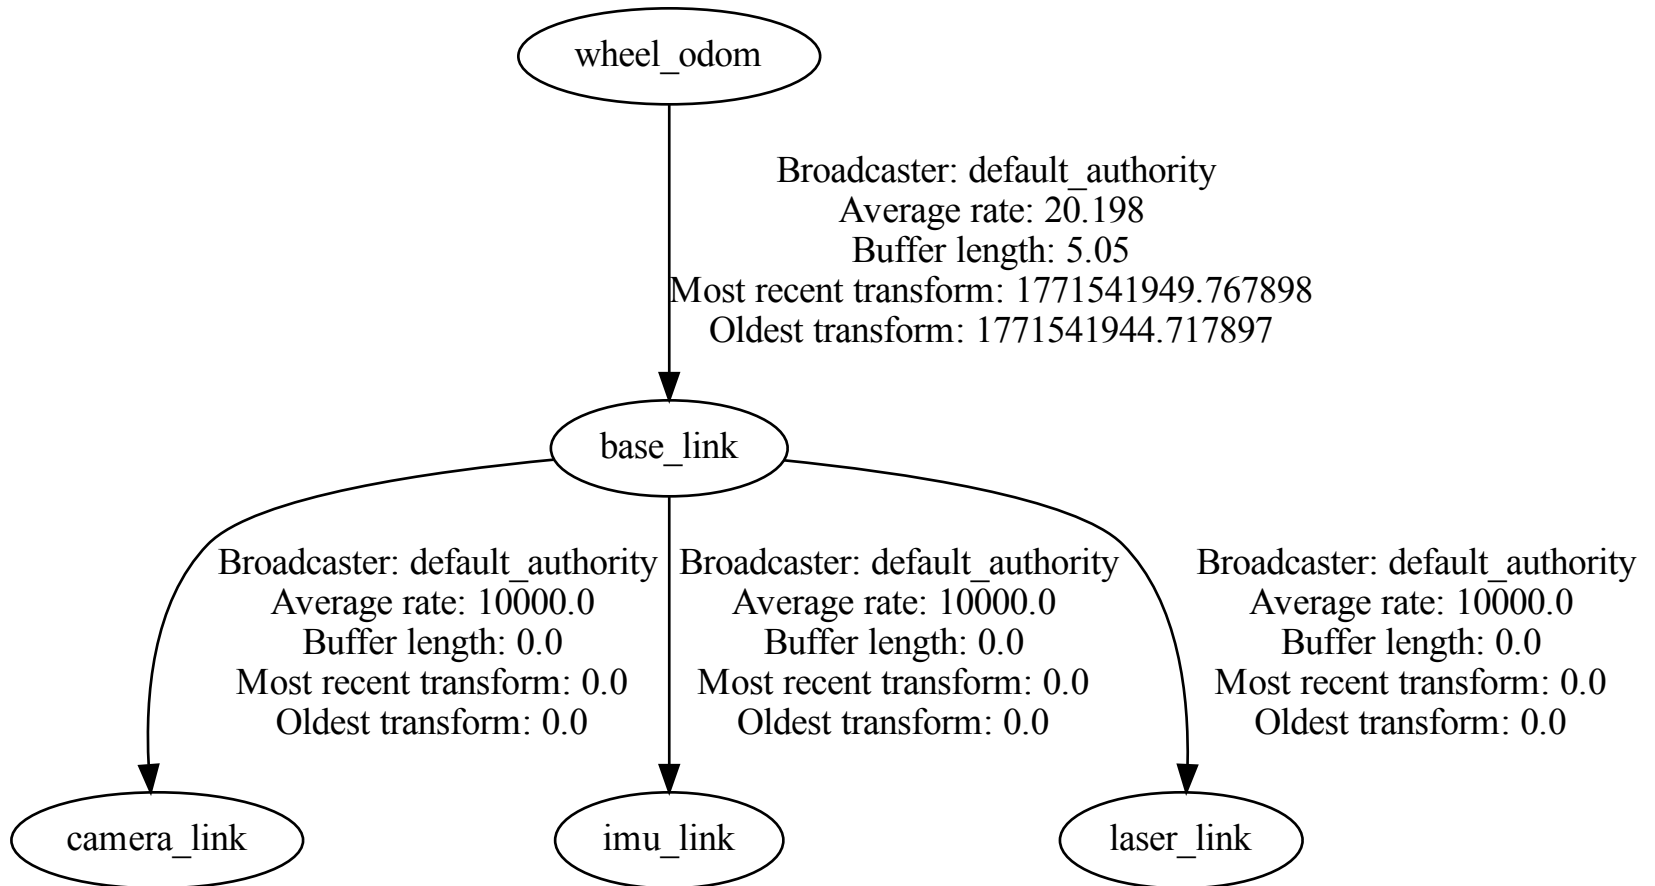 wheel_odom
Broadcaster: default_authority
Average rate: 20.198
Buffer length: 5.05
Most recent transform: 1771541949.767898
Oldest transform: 1771541944.717897
base_link
Broadcaster: default_authority
Average rate: 10000.0
Buffer length: 0.0
Most recent transform: 0.0
Oldest transform: 0.0
Broadcaster: default_authority
Average rate: 10000.0
Buffer length: 0.0
Most recent transform: 0.0
Oldest transform: 0.0
Broadcaster: default_authority
Average rate: 10000.0
Buffer length: 0.0
Most recent transform: 0.0
Oldest transform: 0.0
camera_link
imu_link
laser_link